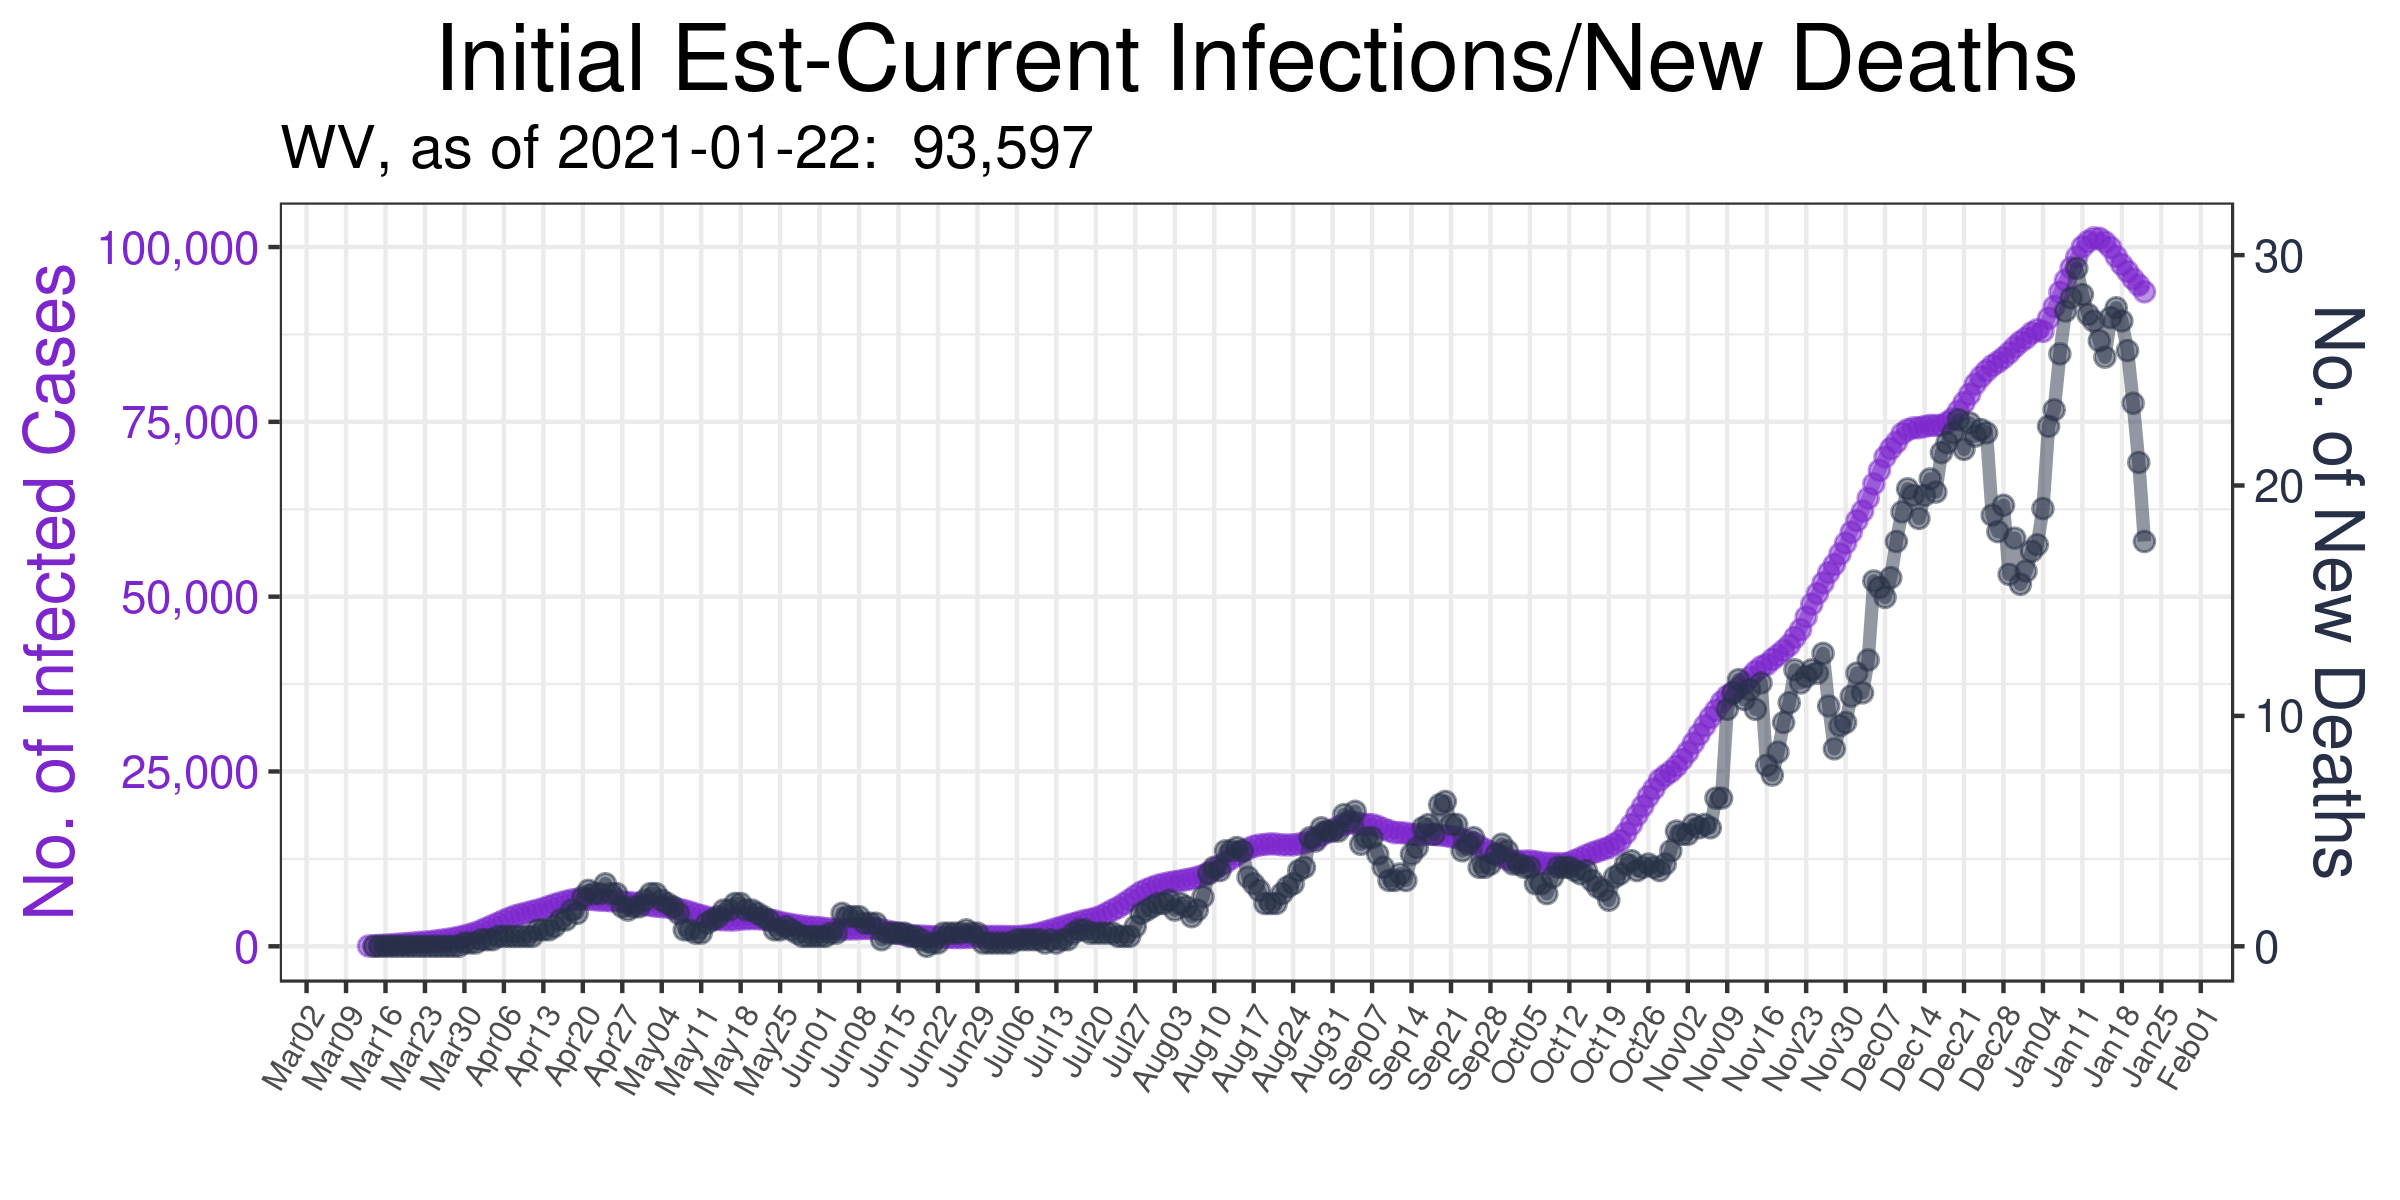 Initial Est-Current Infections/New Deaths
WV, as of 2021-01-22:  93,597
No. of Infected Cases
100,000
75,000
50,000
25,000
0
30
20
10
0
No. of New Deaths
Mar02
Mar09
Mar16
Mar23
Mar30
Apr06
Apr13
Apr20
Apr27
May04
May11
May18
May25
Jun01
Jun08
Jun15
Jun22
Jun29
Jul06
Jul13
Jul20
Jul27
Aug03
Aug10
Aug17
Aug24
Aug31
Sep07
Sep14
Sep21
Sep28
Oct05
Oct12
Oct19
Oct26
Nov02
Nov09
Nov16
Nov23
Nov30
Dec07
Dec14
Dec21
Dec28
Jan04
Jan11
Jan18
Jan25
Feb01